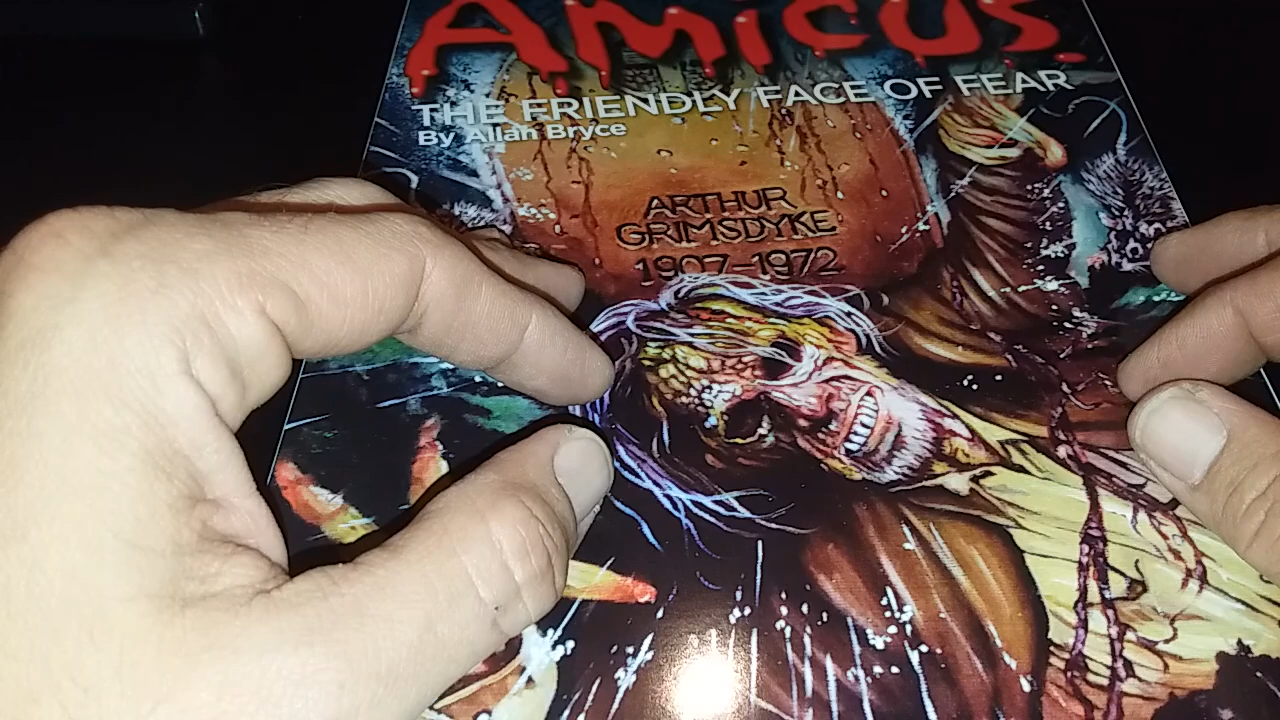 AMICUS
THE FRIENDLY FACE OF FEAR
By Allan Bryce
ARTHUR
GRIMSDYKE
1907-1972